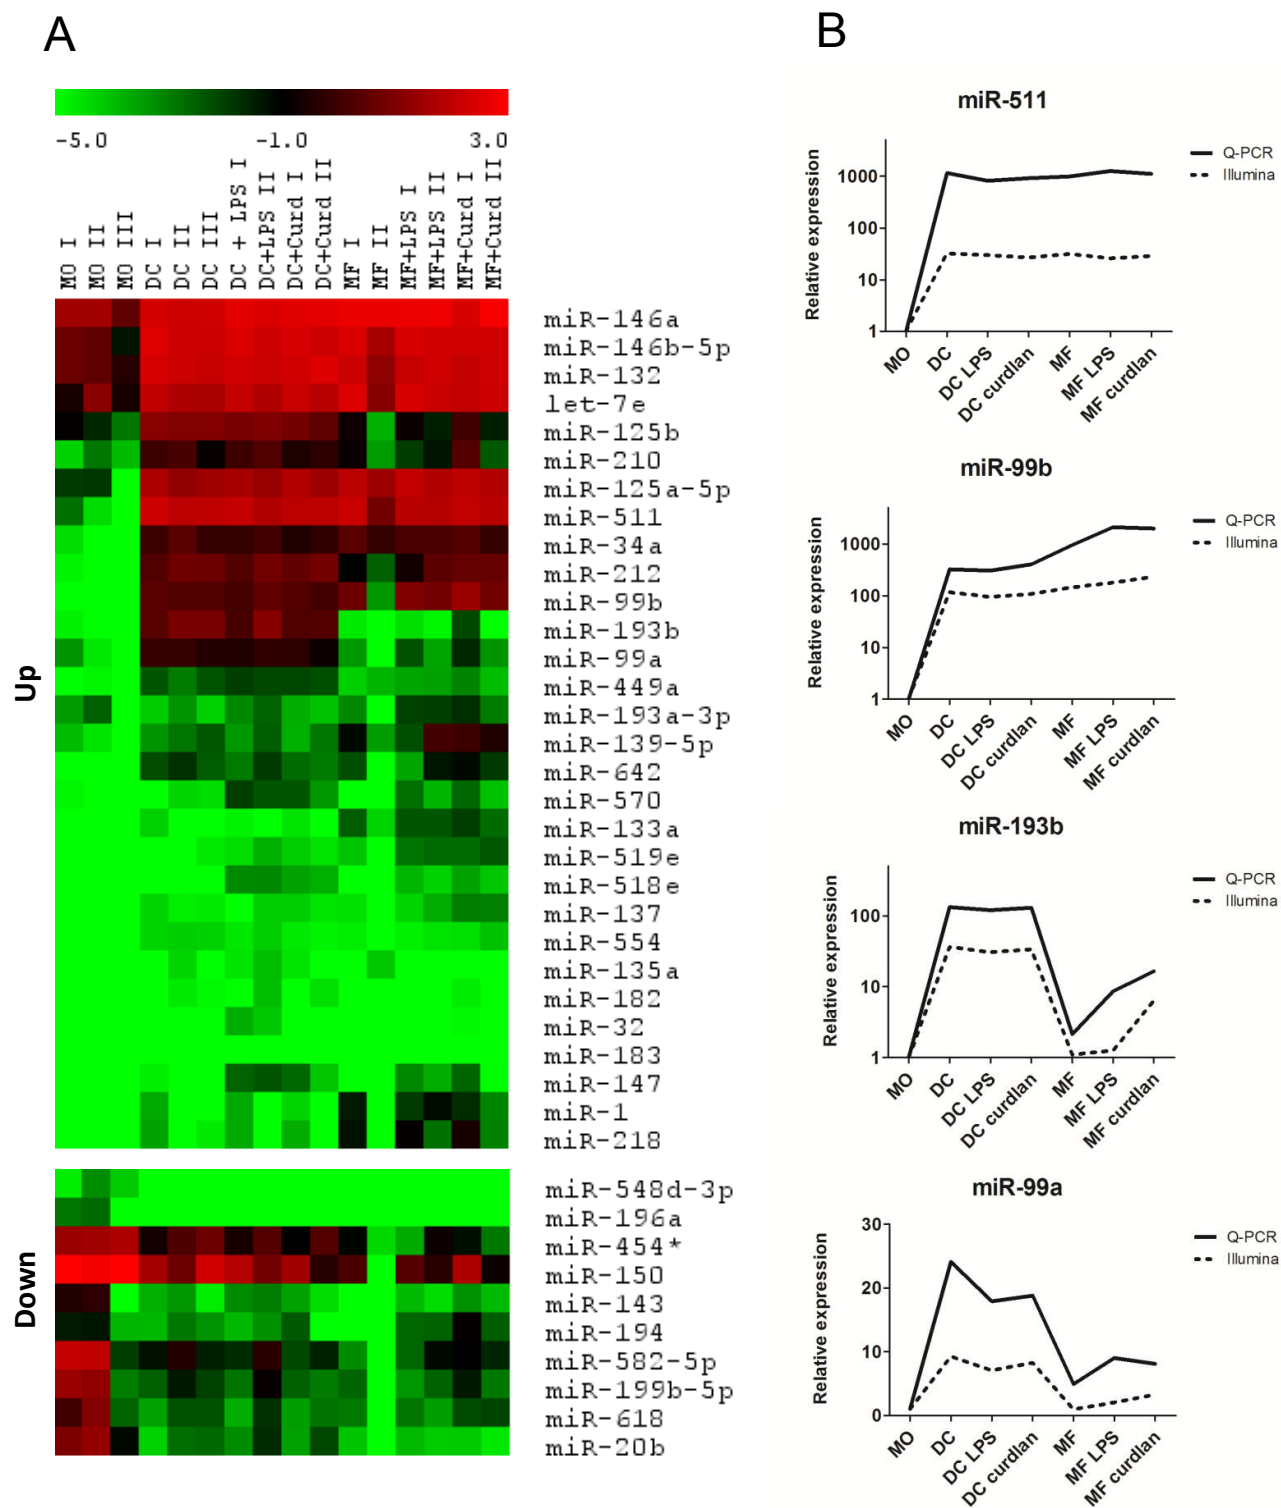 A
-5.0 -1.0 3.0
MO I
MO II
MO III
DC I
DC II
DC III
DC + LPS I
DC+LPS II
DC+Curd I
DC+Curd II
MF I
MF II
MF+LPS I
MF+LPS II
MF+Curd I
MF+Curd II
Up
miR-146a
miR-146b-5p
miR-132
let-7e
miR-125b
miR-210
miR-125a-5p
miR-511
miR-34a
miR-212
miR-99b
miR-193b
miR-99a
miR-449a
miR-193a-3p
miR-139-5p
miR-642
miR-570
miR-133a
miR-519e
miR-518e
miR-137
miR-554
miR-135a
miR-182
miR-32
miR-183
miR-147
miR-1
miR-218
Down
miR-548d-3p
miR-196a
miR-454*
miR-150
miR-143
miR-194
miR-582-5p
miR-199b-5p
miR-618
miR-20b
B
miR-511
Relative expression
1000
100
10
1
MO
DC
DC LPS
DC curdlan
MF
MF LPS
MF curdlan
Q-PCR
Illumina
miR-99b
Relative expression
1000
100
10
1
MO
DC
DC LPS
DC curdlan
MF
MF LPS
MF curdlan
Q-PCR
Illumina
miR-193b
Relative expression
100
10
1
MO
DC
DC LPS
DC curdlan
MF
MF LPS
MF curdlan
Q-PCR
Illumina
miR-99a
Relative expression
30
20
10
0
MO
DC
DC LPS
DC curdlan
MF
MF LPS
MF curdlan
Q-PCR
Illumina